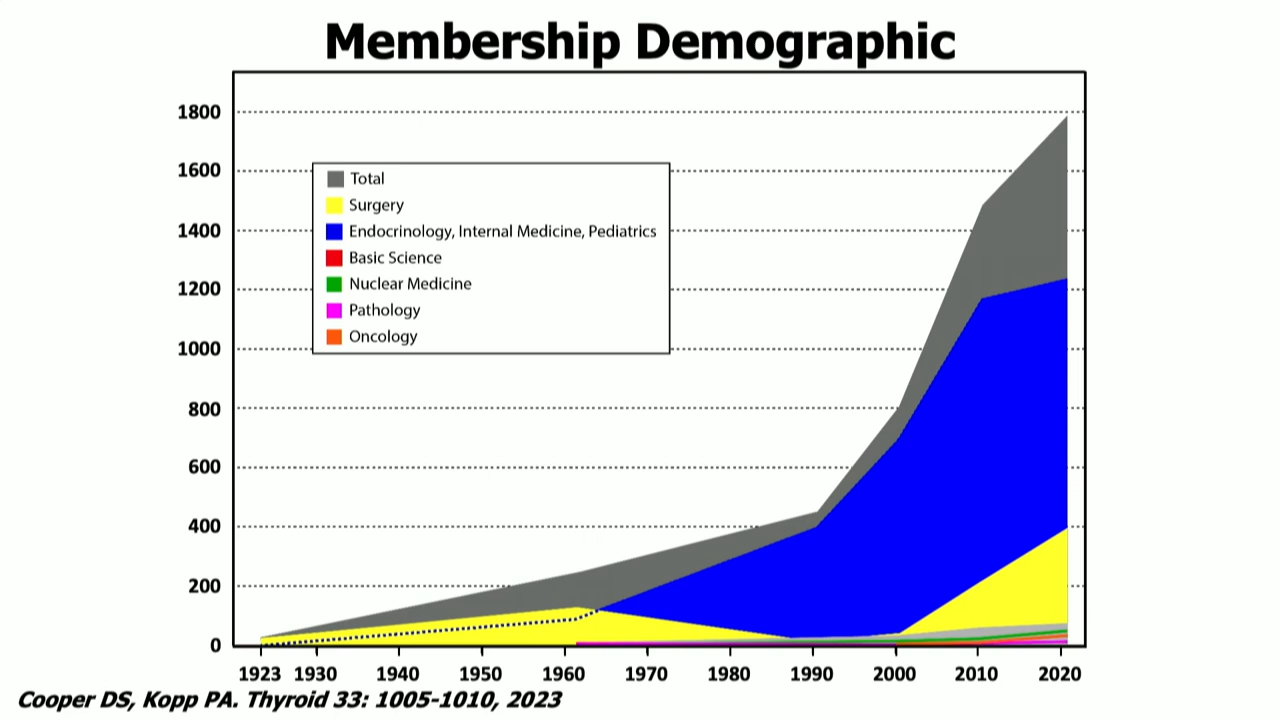 Membership Demographic
1800
1600
1400
1200
1000
800
600
400
200
0
Total
Surgery
Endocrinology, Internal Medicine, Pediatrics
Basic Science
Nuclear Medicine
Pathology
Oncology
1923 1930 1940 1950 1960 1970 1980 1990 2000 2010 2020
Cooper DS, Kopp PA. Thyroid 33: 1005-1010, 2023